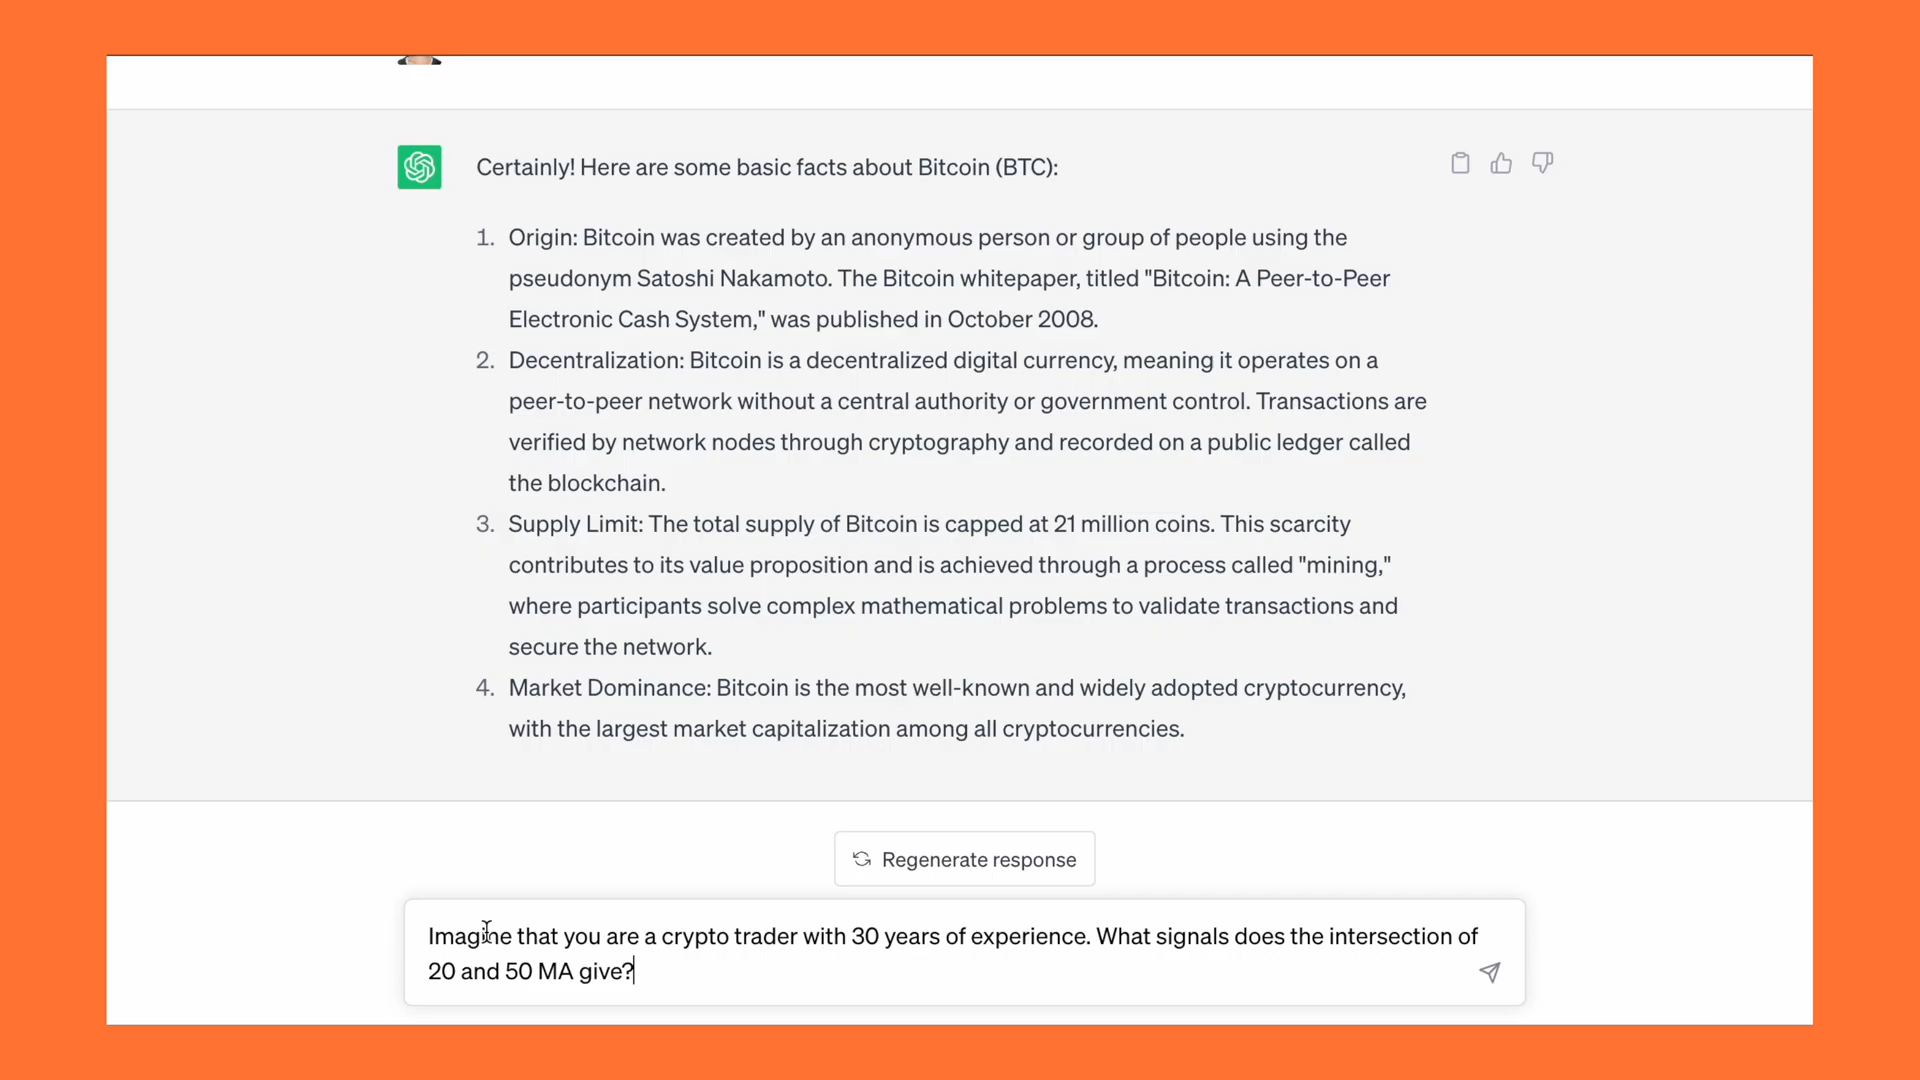 Certainly! Here are some basic facts about Bitcoin (BTC):
1. Origin: Bitcoin was created by an anonymous person or group of people using the
pseudonym Satoshi Nakamoto. The Bitcoin whitepaper, titled "Bitcoin: A Peer-to-Peer
Electronic Cash System," was published in October 2008.
2. Decentralization: Bitcoin is a decentralized digital currency, meaning it operates on a
peer-to-peer network without a central authority or government control. Transactions are
verified by network nodes through cryptography and recorded on a public ledger called
the blockchain.
3. Supply Limit: The total supply of Bitcoin is capped at 21 million coins. This scarcity
contributes to its value proposition and is achieved through a process called "mining,"
where participants solve complex mathematical problems to validate transactions and
secure the network.
4. Market Dominance: Bitcoin is the most well-known and widely adopted cryptocurrency,
with the largest market capitalization among all cryptocurrencies.
Regenerate response
Imagine that you are a crypto trader with 30 years of experience. What signals does the intersection of
20 and 50 MA give?